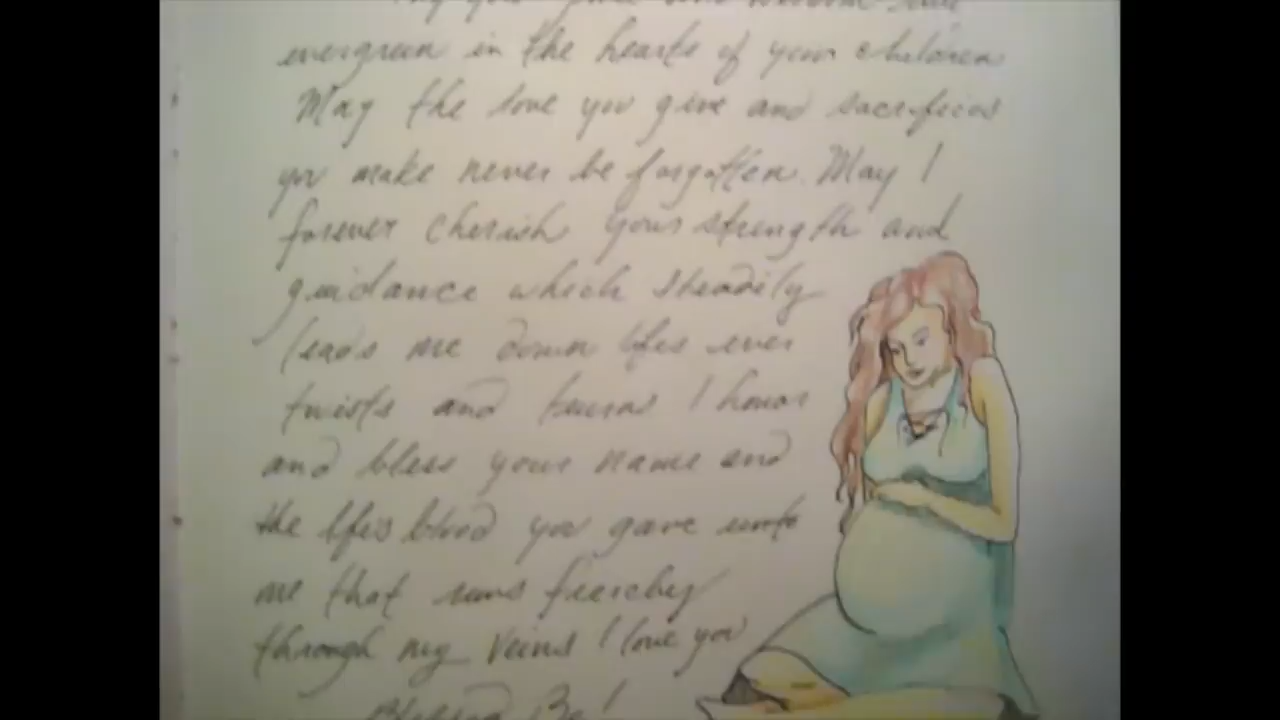 evergreen in the hearts of your children
May the love you give and sacrifices
you make never be forgotten. May I
forever cherish your strength and
guidance which steadily
leads me down lifes ever
twists and turns I honor
and bless your name and
the lifes blood you gave unto
me that runs fiercley
through my veins I love you
Blessed Be!